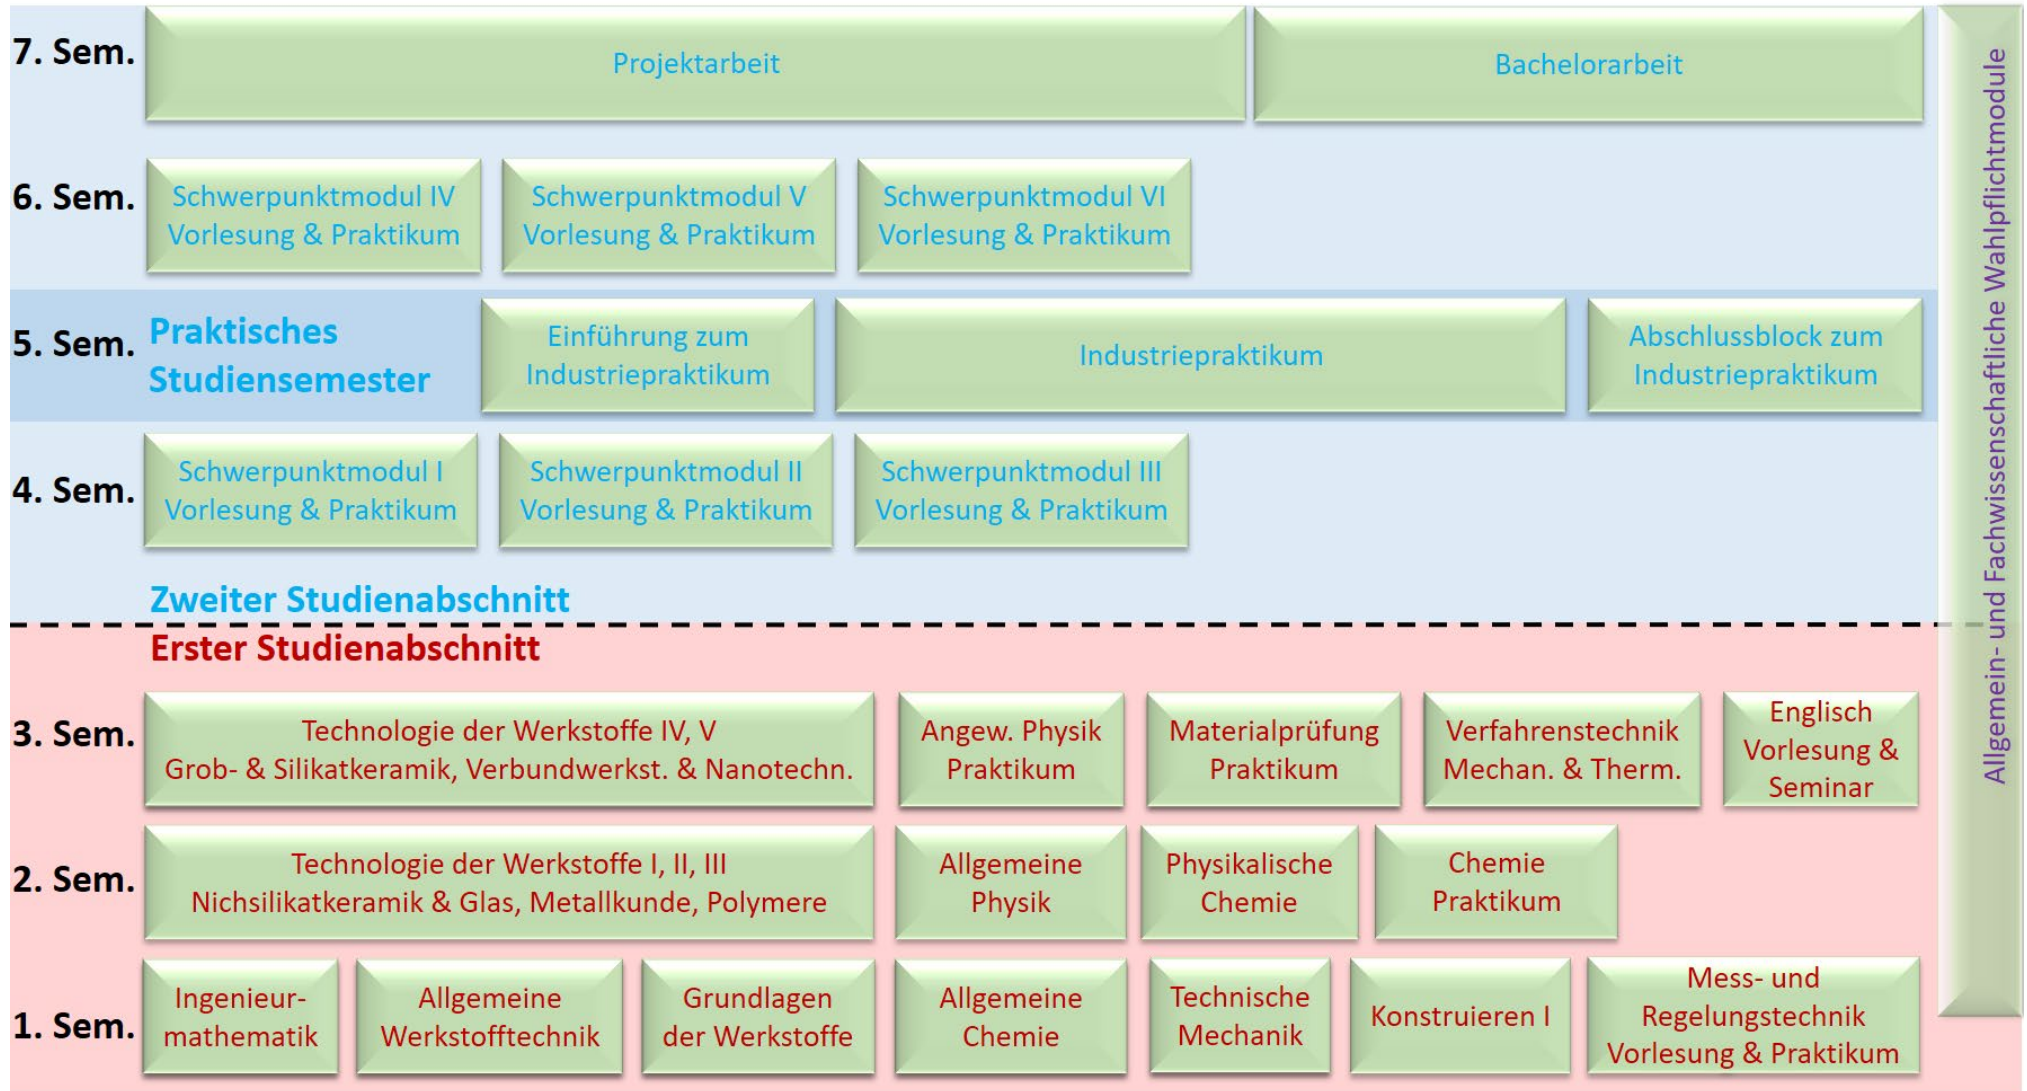 7. Sem.
Projektarbeit
Bachelorarbeit
6. Sem.
Schwerpunktmodul IV
Vorlesung & Praktikum
Schwerpunktmodul V
Vorlesung & Praktikum
Schwerpunktmodul VI
Vorlesung & Praktikum
5. Sem.
Praktisches
Studiensemester
Einführung zum
Industriepraktikum
Industriepraktikum
Abschlussblock zum
Industriepraktikum
4. Sem.
Schwerpunktmodul I
Vorlesung & Praktikum
Schwerpunktmodul II
Vorlesung & Praktikum
Schwerpunktmodul III
Vorlesung & Praktikum
Zweiter Studienabschnitt
Erster Studienabschnitt
3. Sem.
Technologie der Werkstoffe IV, V
Grob- & Silikatkeramik, Verbundwerkst. & Nanotechn.
Angew. Physik
Praktikum
Materialprüfung
Praktikum
Verfahrenstechnik
Mechan. & Therm.
Englisch
Vorlesung &
Seminar
2. Sem.
Technologie der Werkstoffe I, II, III
Nichsilikatkeramik & Glas, Metallkunde, Polymere
Allgemeine
Physik
Physikalische
Chemie
Chemie
Praktikum
1. Sem.
Ingenieur-
mathematik
Allgemeine
Werkstofftechnik
Grundlagen
der Werkstoffe
Allgemeine
Chemie
Technische
Mechanik
Konstruieren I
Mess- und
Regelungstechnik
Vorlesung & Praktikum
Allgemein- und Fachwissenschaftliche Wahlpflichtmodule